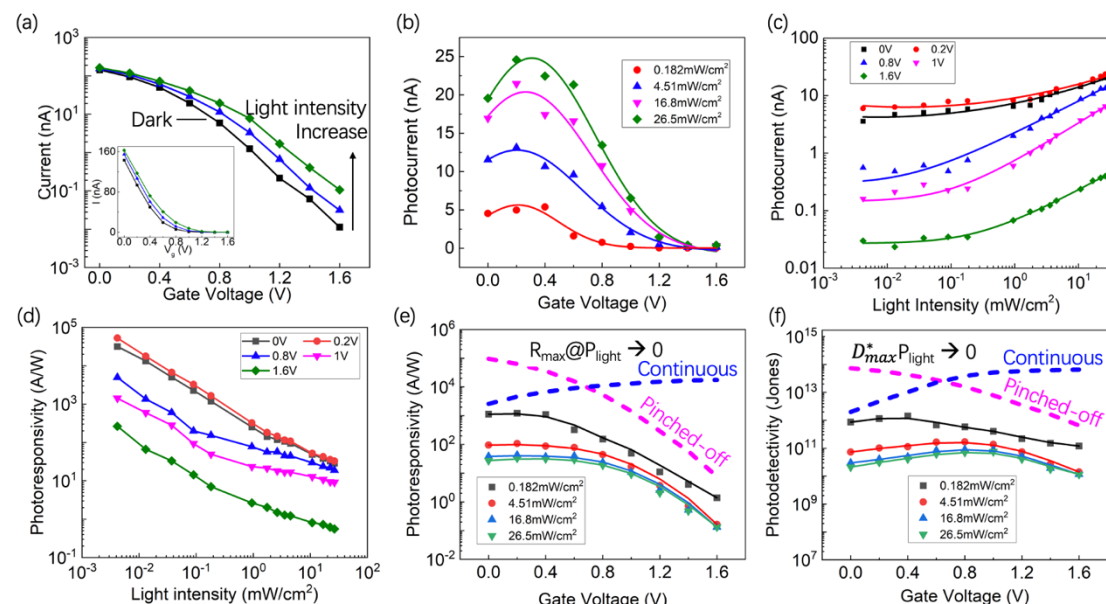 (a)
10³
10¹
10⁻¹
10⁻³
Current (nA)
0.0 0.4 0.8 1.2 1.6
Gate Voltage (V)
Dark
Light intensity
Increase
160
80
0
I (nA)
0.0 0.4 0.8 1.2 1.6
V_g (V)
(b)
25
20
15
10
5
0
Photocurrent (nA)
0.0 0.4 0.8 1.2 1.6
Gate Voltage (V)
0.182mW/cm²
4.51mW/cm²
16.8mW/cm²
26.5mW/cm²
(c)
100
10
1
0.1
0.01
Photocurrent (nA)
10⁻³ 10⁻² 10⁻¹ 10⁰ 10¹
Light Intensity (mW/cm²)
0V 0.2V
0.8V 1V
1.6V
(d)
10⁵
10³
10¹
10⁻¹
Photoresponsivity (A/W)
10⁻³ 10⁻² 10⁻¹ 10⁰ 10¹ 10²
Light intensity (mW/cm²)
0V 0.2V
0.8V 1V
1.6V
(e)
10⁶
10⁴
10²
10⁰
10⁻²
Photoresponsivity (A/W)
0.0 0.4 0.8 1.2 1.6
Gate Voltage (V)
R_max@P_light → 0
Continuous
Pinched-off
0.182mW/cm²
4.51mW/cm²
16.8mW/cm²
26.5mW/cm²
(f)
10¹⁵
10¹³
10¹¹
10⁹
10⁷
Photodetectivity (Jones)
0.0 0.4 0.8 1.2 1.6
Gate Voltage (V)
D*_max P_light → 0
Continuous
Pinched-off
0.182mW/cm²
4.51mW/cm²
16.8mW/cm²
26.5mW/cm²